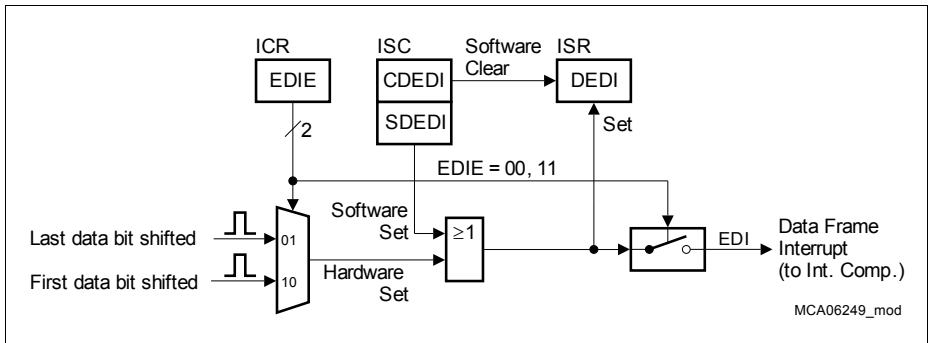 ICR
ISC
Software
Clear
ISR
EDIE
CDEDI
DEDI
SDEDI
2
Set
EDIE = 00, 11
Software
Set
≥1
Last data bit shifted
01
EDI
Data Frame
Interrupt
(to Int. Comp.)
First data bit shifted
10
Hardware
Set
MCA06249_mod